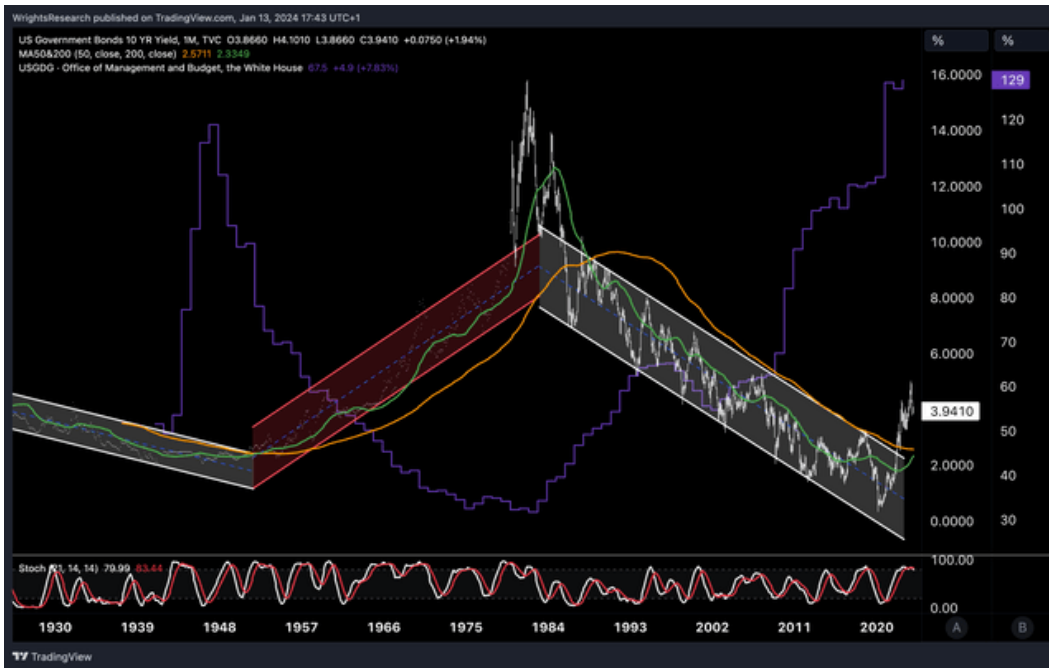 WrightsResearch published on TradingView.com, Jan 13, 2024 17:43 UTC+1
US Government Bonds 10 YR Yield, 1M, TVC O3.8660 H4.1010 L3.8660 C3.9410 +0.0750 (+1.94%)
MA50&200 (50, close, 200, close) 2.5711 2.3349
USGDG · Office of Management and Budget, the White House 67.5 +4.9 (+7.83%)
% %
16.0000 129
14.0000 120
12.0000 110
10.0000 100
8.0000 90
6.0000 80
3.9410 70
2.0000 60
0.0000 50
40
30
Stoch (21, 14, 14) 79.99 83.44
100.00
0.00
1930 1939 1948 1957 1966 1975 1984 1993 2002 2011 2020 A B
TradingView